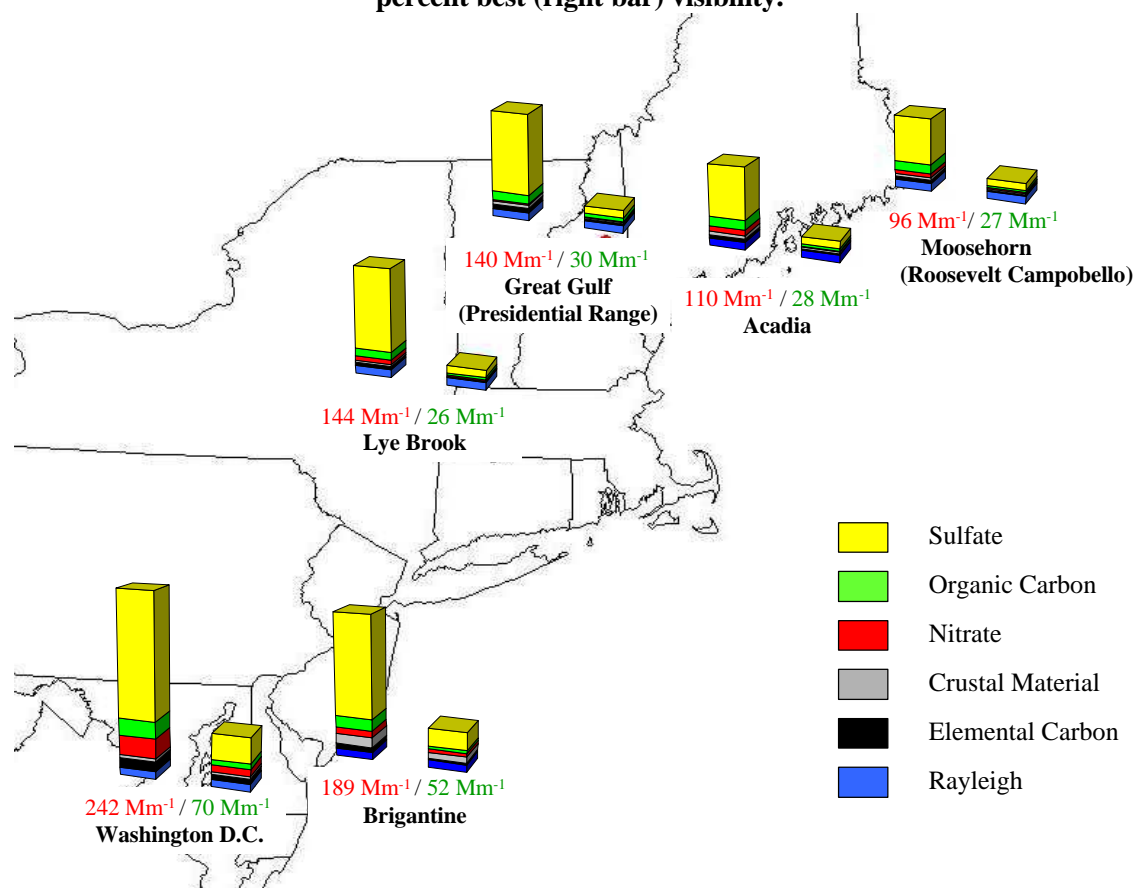 percent best (right bar) visibility.
96 Mm-1/ 27 Mm-1
Moosehorn
(Roosevelt Campobello)
140 Mm-1 / 30 Mm-1
Great Gulf
(Presidential Range)
110 Mm-1 / 28 Mm-1
Acadia
144 Mm-1 / 26 Mm-1
Lye Brook
Sulfate
Organic Carbon
Nitrate
Crustal Material
Elemental Carbon
Rayleigh
242 Mm-1 / 70 Mm-1
Washington D.C.
189 Mm-1 / 52 Mm-1
Brigantine